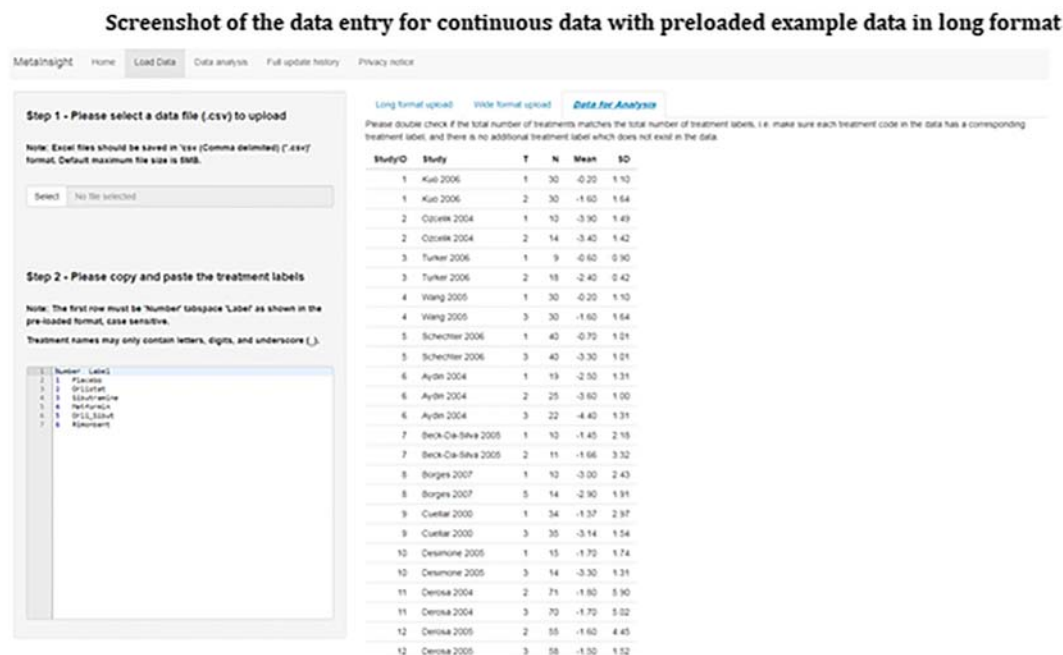 Screenshot of the data entry for continuous data with preloaded example data in long format
MetaInsight Home Load Data Data analysis Full update history Privacy notice
Step 1 - Please select a data file (.csv) to upload
Note: Excel files should be saved in 'csv (Comma delimited) (*.csv)'
format. Default maximum file size is 5MB.
Select No file selected
Step 2 - Please copy and paste the treatment labels
Note: The first row must be 'Number' tabspace 'Label' as shown in the
pre-loaded format, case sensitive.
Treatment names may only contain letters, digits, and underscore (_).
1 Number Label
2 1 Placebo
3 2 Orlistat
4 3 Sibutramine
5 4 Metformin
6 5 Orli_Sibut
7 6 Rimonbant
Long format upload Wide format upload Data for Analysis
Please double check if the total number of treatments matches the total number of treatment labels, i.e. make sure each treatment code in the data has a corresponding
treatment label, and there is no additional treatment label which does not exist in the data.
StudyID Study T N Mean SD
1 Kuo 2006 1 30 -0.20 1.10
1 Kuo 2006 2 30 -1.60 1.64
2 Ozcelik 2004 1 10 -3.90 1.49
2 Ozcelik 2004 2 14 -3.40 1.42
3 Turker 2006 1 9 -0.60 0.90
3 Turker 2006 2 18 -2.40 0.42
4 Wang 2005 1 30 -0.20 1.10
4 Wang 2005 3 30 -1.60 1.64
5 Schechter 2006 1 40 -0.70 1.01
5 Schechter 2006 3 40 -3.30 1.01
6 Aydin 2004 1 19 -2.50 1.31
6 Aydin 2004 2 25 -3.60 1.00
6 Aydin 2004 3 22 -4.40 1.31
7 Beck-Da-Silva 2005 1 10 -1.45 2.18
7 Beck-Da-Silva 2005 2 11 -1.66 3.32
8 Borges 2007 1 10 -3.00 2.43
8 Borges 2007 5 14 -2.90 1.91
9 Cuellar 2000 1 34 -1.37 2.97
9 Cuellar 2000 3 35 -3.14 1.54
10 Desimone 2005 1 15 -1.70 1.74
10 Desimone 2005 3 14 -3.30 1.31
11 Derosa 2004 2 71 -1.80 5.90
11 Derosa 2004 3 70 -1.70 5.02
12 Derosa 2005 2 55 -1.60 4.45
12 Derosa 2005 3 58 -1.50 1.52